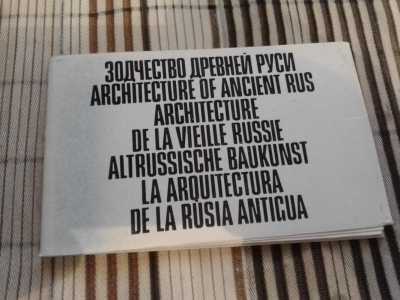 ЗОДЧЕСТВО ДРЕВНЕЙ РУСИ
ARCHITECTURE OF ANCIENT RUS
ARCHITECTURE
DE LA VIEILLE RUSSIE
ALTRUSSISCHE BAUKUNST
LA ARQUITECTURA
DE LA RUSIA ANTIGUA